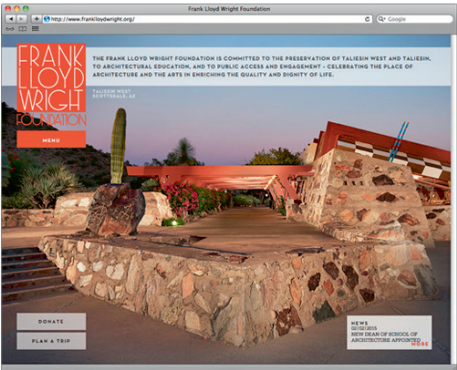 Frank Lloyd Wright Foundation
http://www.franklloydwright.org/
Google
FRANK
LLOYD
WRIGHT
FOUNDATION
MENU
THE FRANK LLOYD WRIGHT FOUNDATION IS COMMITTED TO THE PRESERVATION OF TALIESIN WEST AND TALIESIN,
TO ARCHITECTURAL EDUCATION, AND TO PUBLIC ACCESS AND ENGAGEMENT - CELEBRATING THE PLACE OF
ARCHITECTURE AND THE ARTS IN ENRICHING THE QUALITY AND DIGNITY OF LIFE.
TALIESIN WEST
SCOTTSDALE, AZ
DONATE
PLAN A TRIP
NEWS
02/02/2015
NEW DEAN OF SCHOOL OF
ARCHITECTURE APPOINTED
MORE